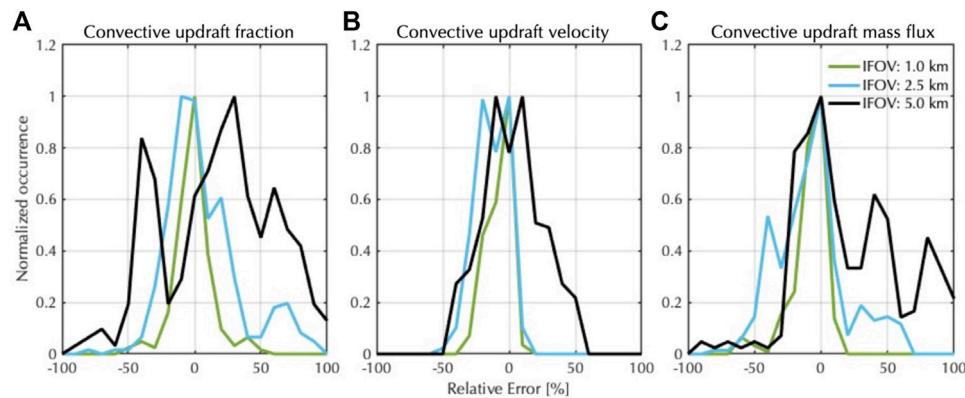 A Convective updraft fraction
B Convective updraft velocity
C Convective updraft mass flux
Normalized occurrence
1.2
1
0.8
0.6
0.4
0.2
0
-100 -50 0 50 100
1.2
1
0.8
0.6
0.4
0.2
0
-100 -50 0 50 100
1.2
1
0.8
0.6
0.4
0.2
0
-100 -50 0 50 100
IFOV: 1.0 km
IFOV: 2.5 km
IFOV: 5.0 km
Relative Error [%]